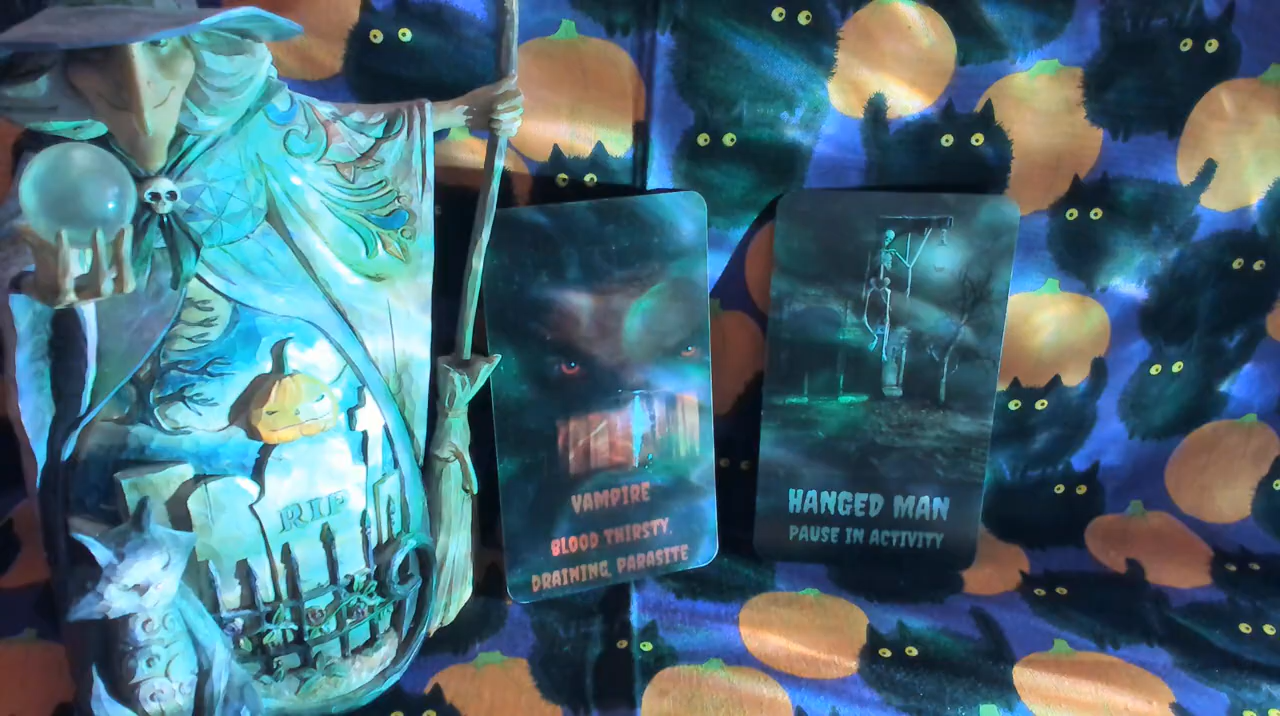 RIP
VAMPIRE
BLOOD THIRSTY,
DRAINING, PARASITE
HANGED MAN
PAUSE IN ACTIVITY